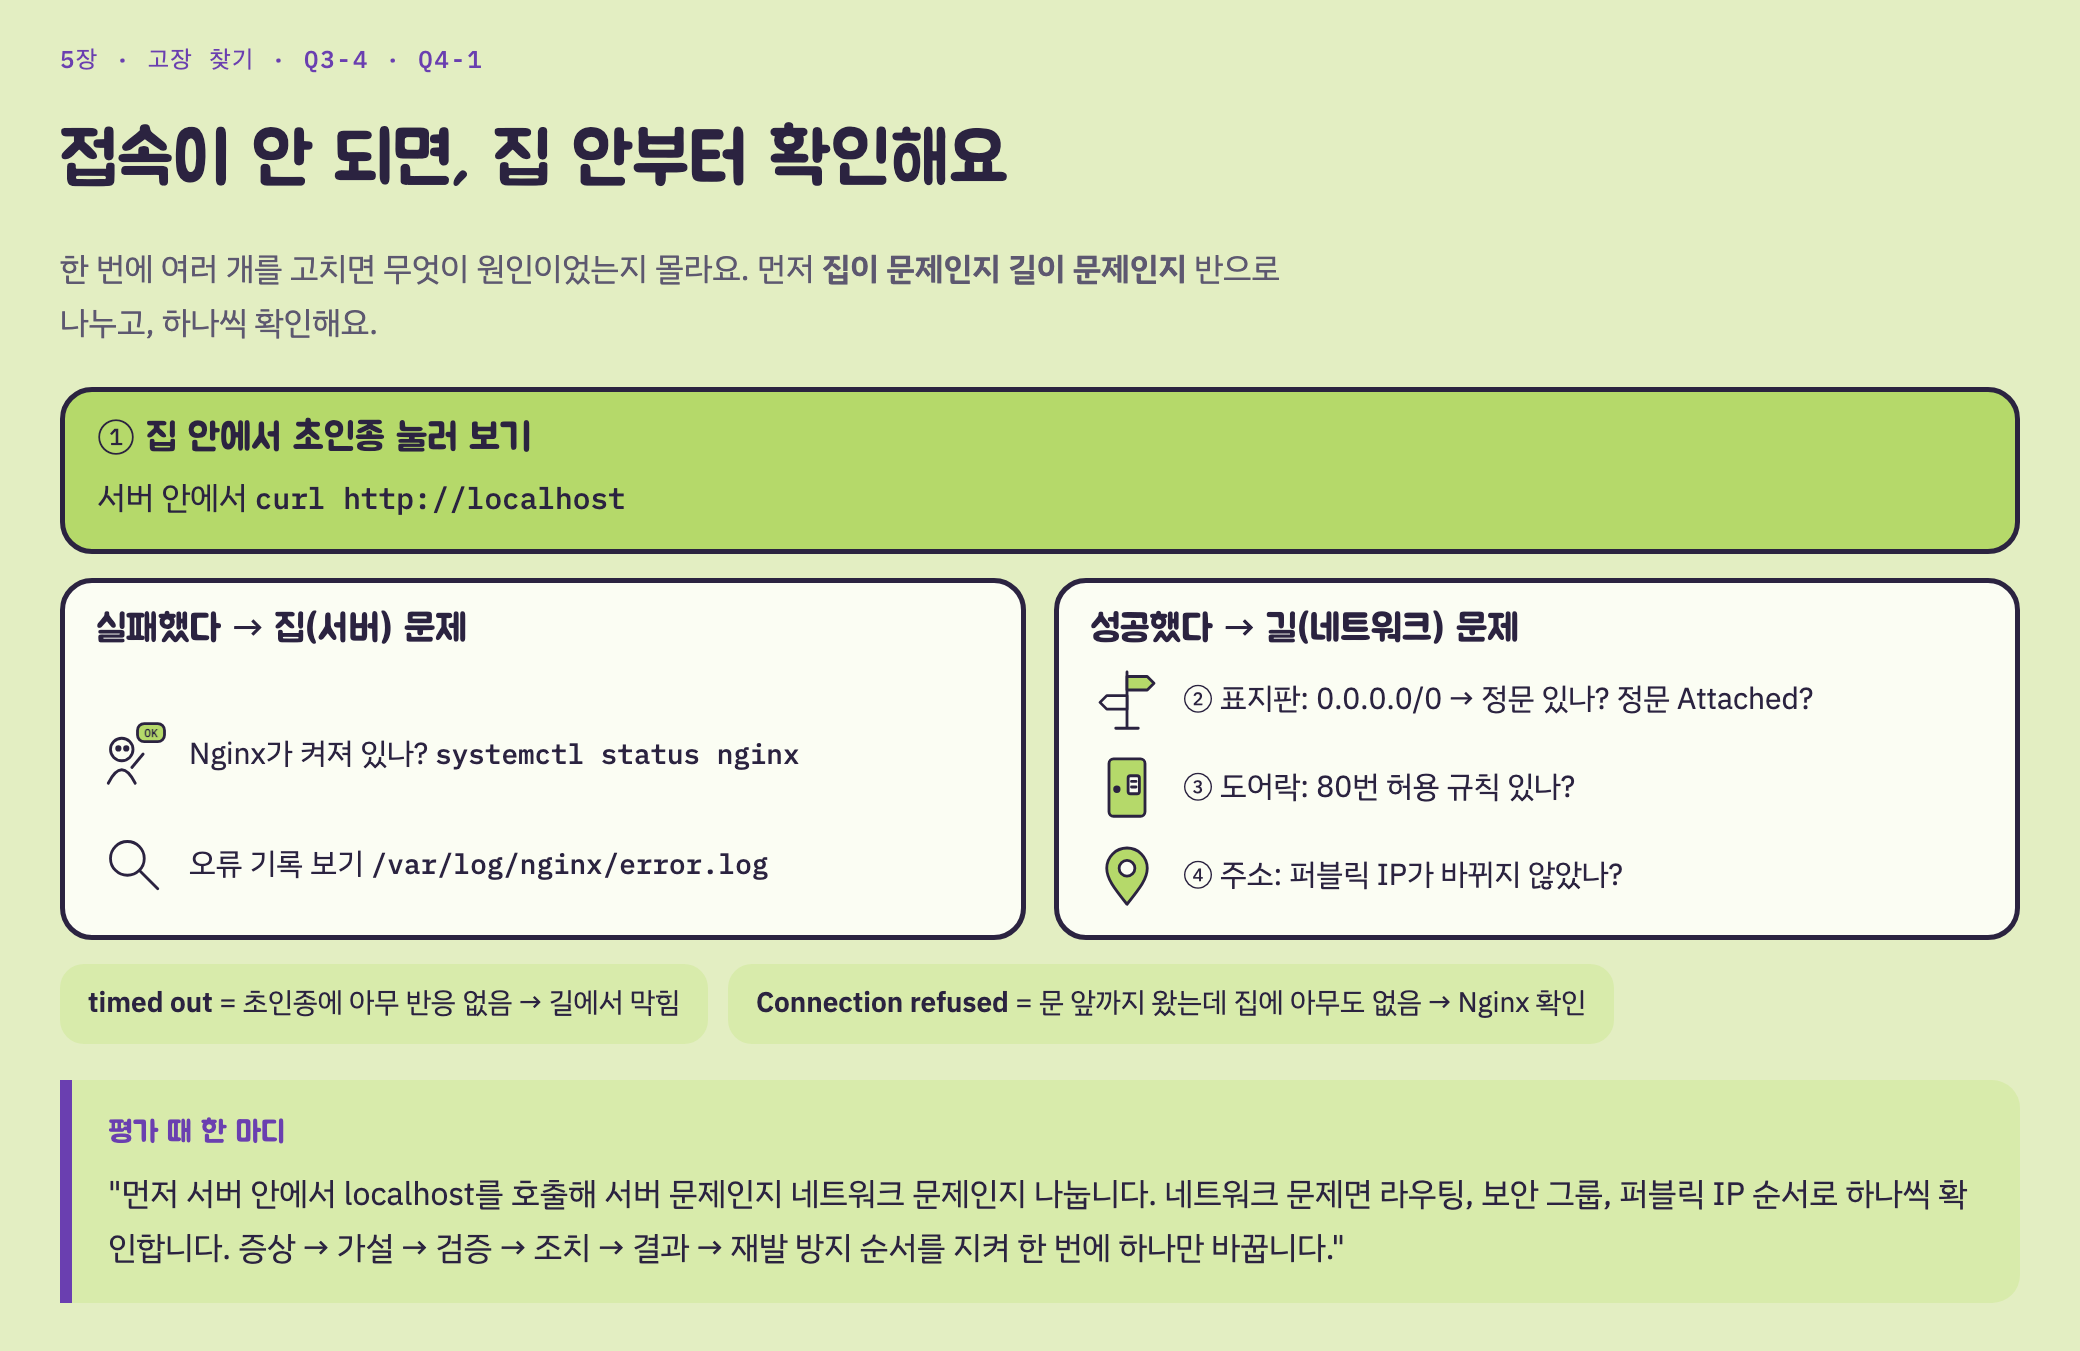 5장 · 고장 찾기 · Q3-4 · Q4-1
접속이 안 되면, 집 안부터 확인해요
한 번에 여러 개를 고치면 무엇이 원인이었는지 몰라요. 먼저 집이 문제인지 길이 문제인지 반으로
나누고, 하나씩 확인해요.
① 집 안에서 초인종 눌러 보기
서버 안에서 curl http://localhost
실패했다 → 집(서버) 문제
OK
Nginx가 켜져 있나? systemctl status nginx
오류 기록 보기 /var/log/nginx/error.log
성공했다 → 길(네트워크) 문제
② 표지판: 0.0.0.0/0 → 정문 있나? 정문 Attached?
③ 도어락: 80번 허용 규칙 있나?
④ 주소: 퍼블릭 IP가 바뀌지 않았나?
timed out = 초인종에 아무 반응 없음 → 길에서 막힘
Connection refused = 문 앞까지 왔는데 집에 아무도 없음 → Nginx 확인
평가 때 한 마디
"먼저 서버 안에서 localhost를 호출해 서버 문제인지 네트워크 문제인지 나눕니다. 네트워크 문제면 라우팅, 보안 그룹, 퍼블릭 IP 순서로 하나씩 확
인합니다. 증상 → 가설 → 검증 → 조치 → 결과 → 재발 방지 순서를 지켜 한 번에 하나만 바꿉니다."